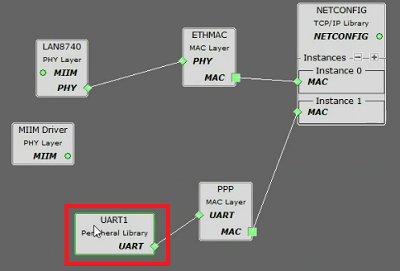 NETCONFIG
TCP/IP Library
NETCONFIG
Instances
Instance 0
MAC
Instance 1
MAC
ETHMAC
MAC Layer
PHY
MAC
LAN8740
PHY Layer
MIIM
PHY
MIIM Driver
PHY Layer
MIIM
PPP
MAC Layer
UART
MAC
UART1
Peripheral Library
UART